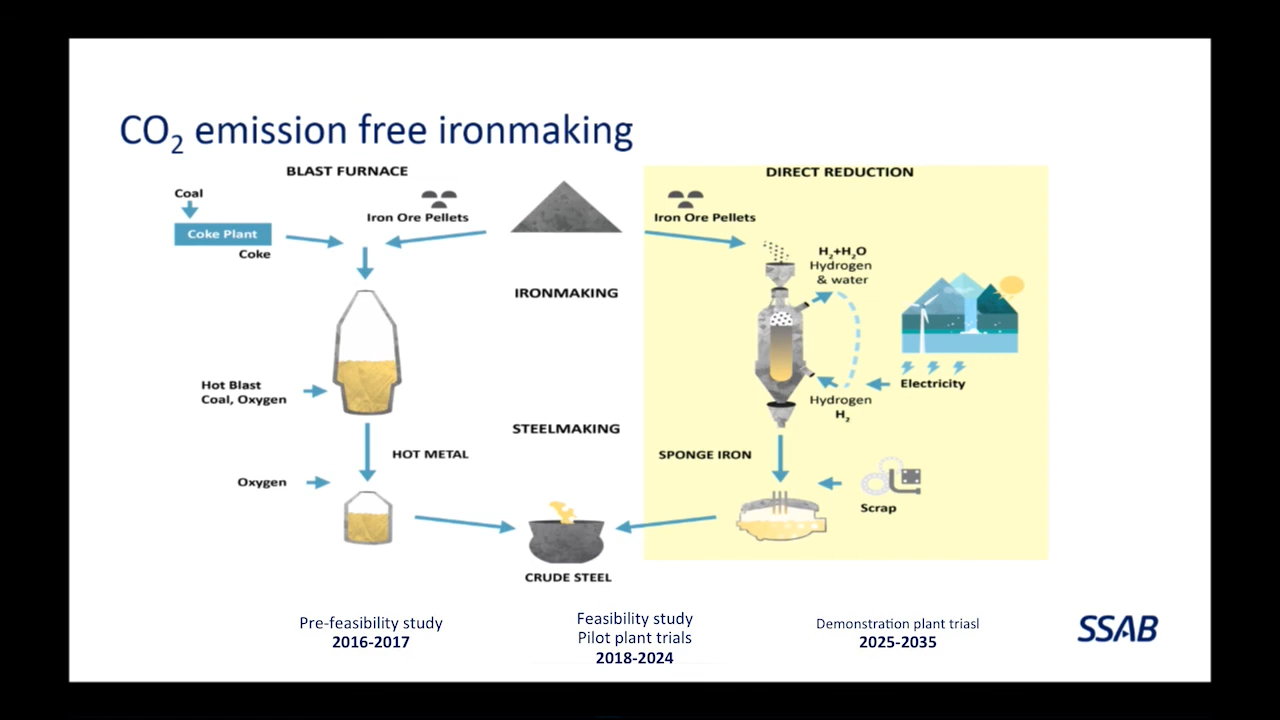 CO₂ emission free ironmaking
BLAST FURNACE
DIRECT REDUCTION
Coal
Coke Plant
Coke
Iron Ore Pellets
Iron Ore Pellets
H₂+H₂O
Hydrogen
& water
IRONMAKING
Hot Blast
Coal, Oxygen
Electricity
Hydrogen
H₂
STEELMAKING
HOT METAL
SPONGE IRON
Oxygen
Scrap
CRUDE STEEL
Pre-feasibility study
2016-2017
Feasibility study
Pilot plant trials
2018-2024
Demonstration plant triasl
2025-2035
SSAB